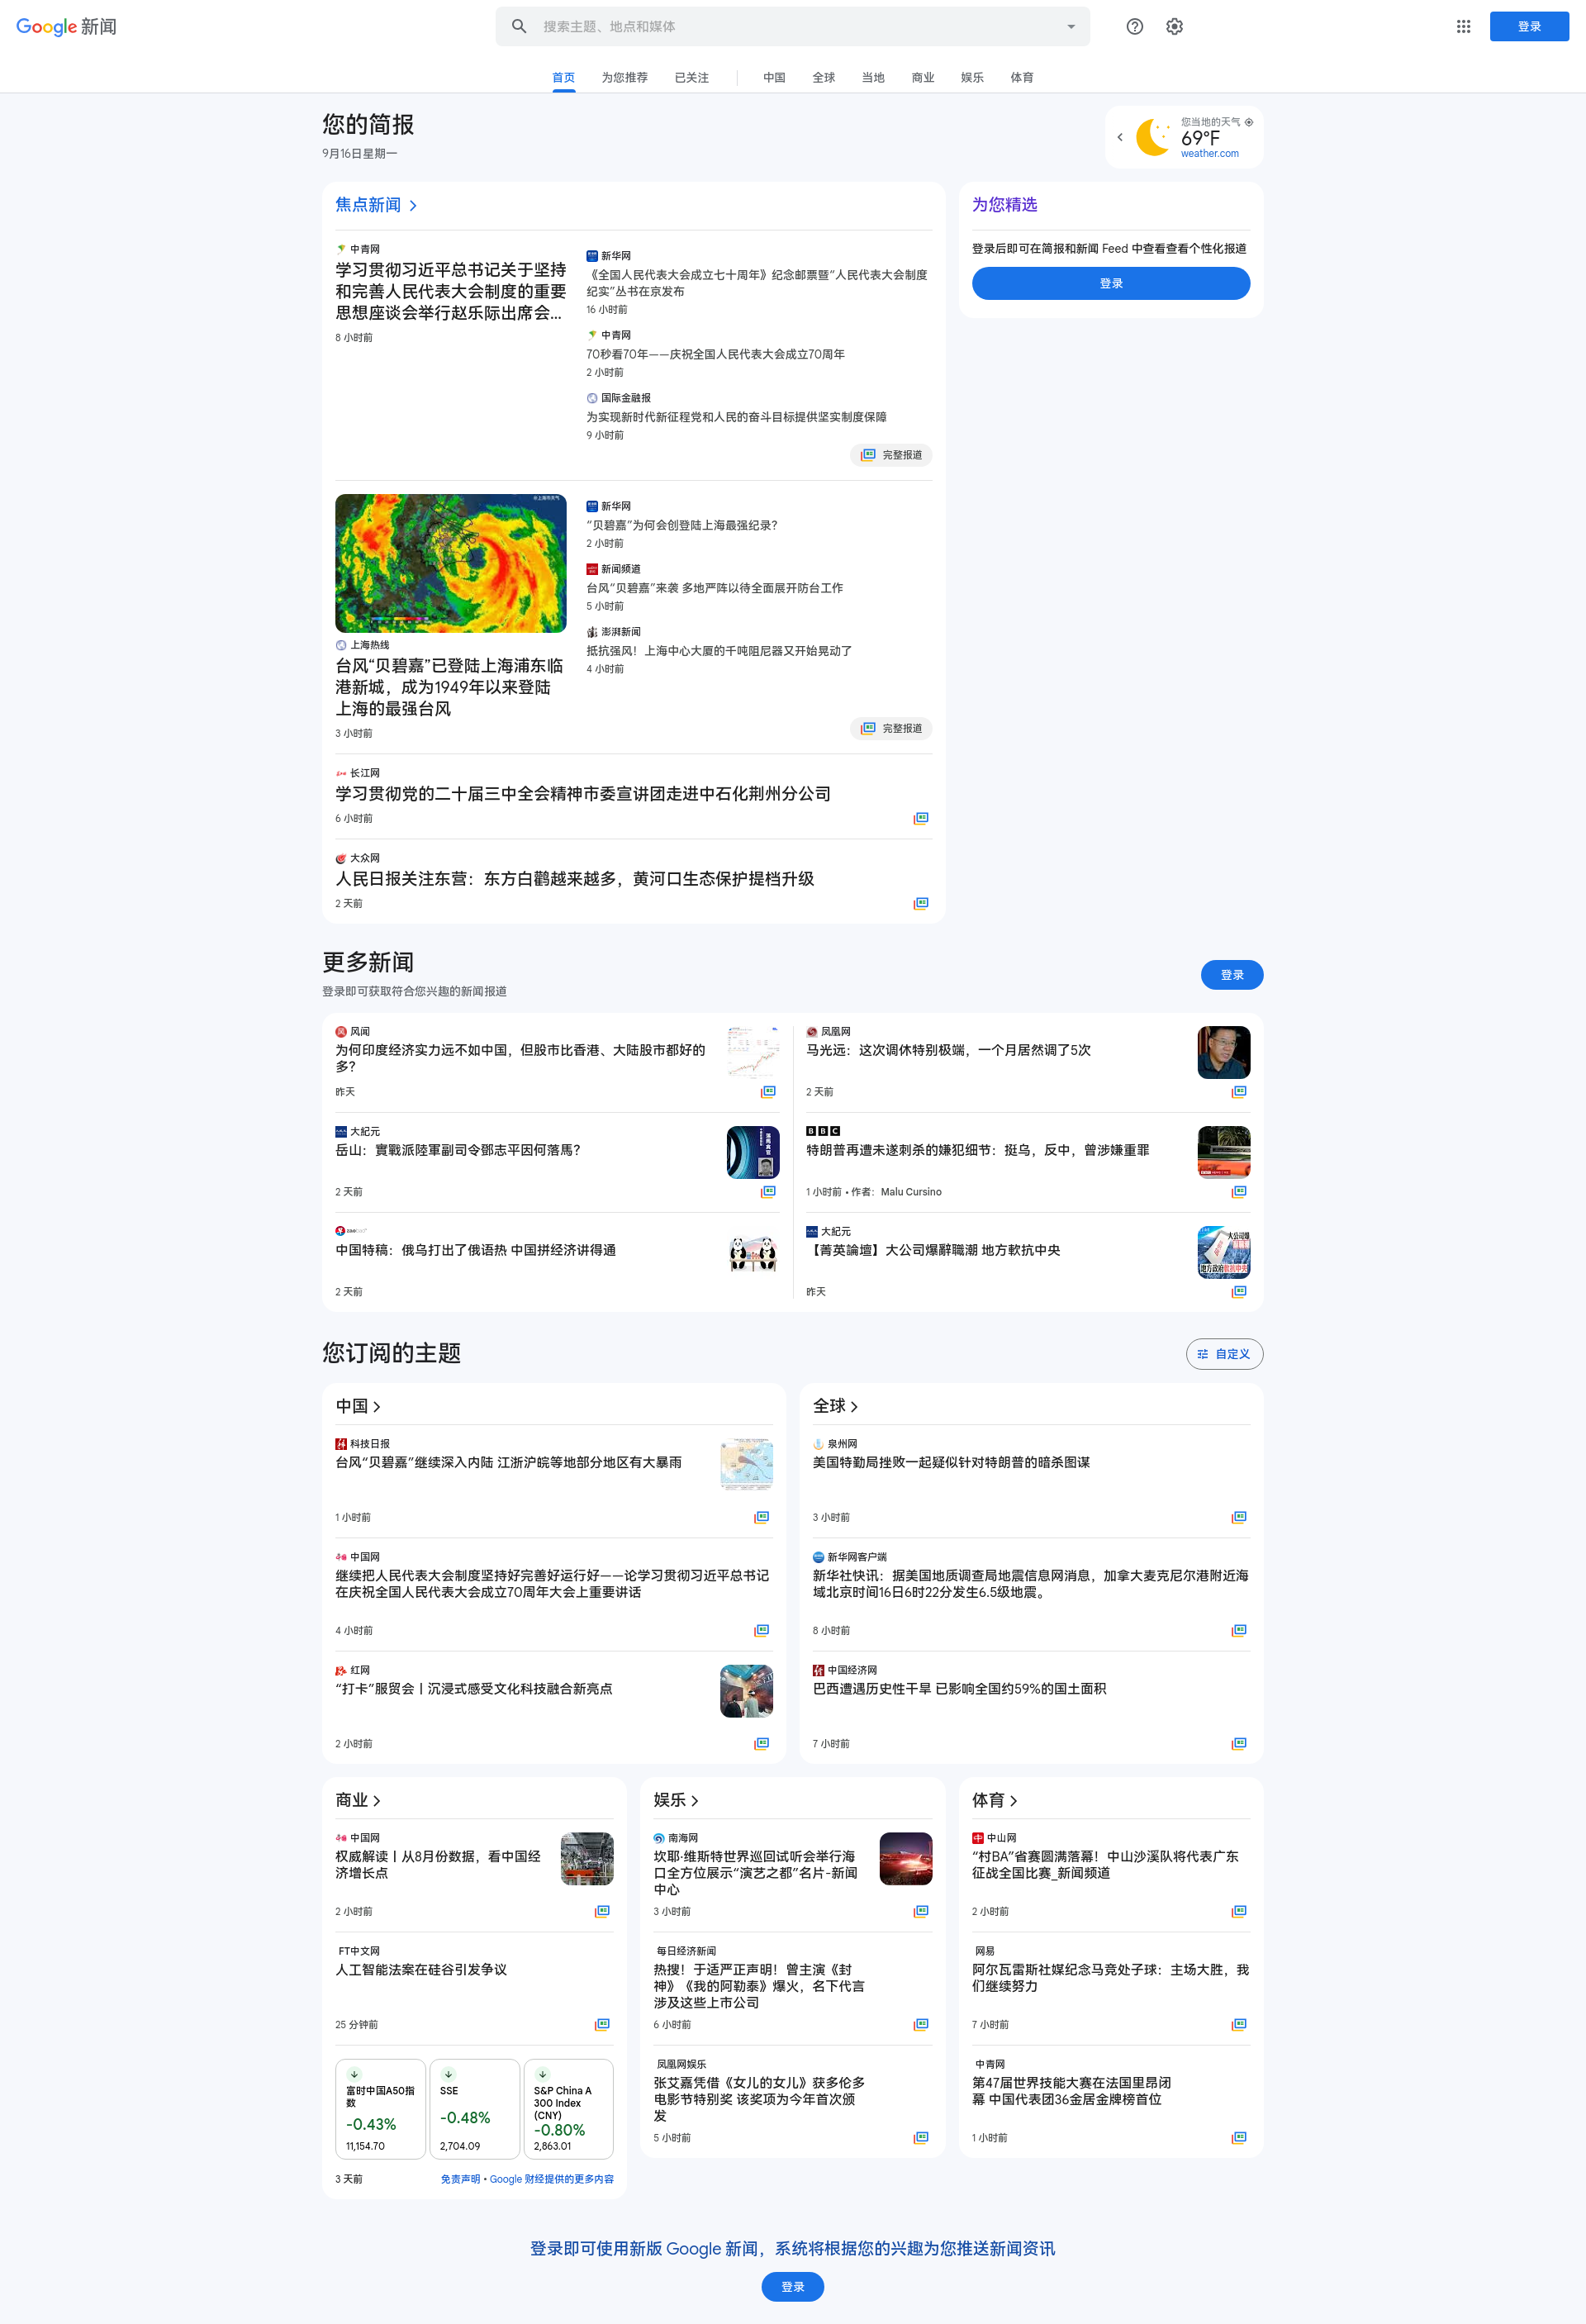 Google 新闻
搜索主题、地点和媒体
登录
首页
为您推荐
已关注
中国
全球
当地
商业
娱乐
体育
您的简报
9月16日星期一
您当地的天气
69°F
weather.com
焦点新闻
中青网
学习贯彻习近平总书记关于坚持
和完善人民代表大会制度的重要
思想座谈会举行赵乐际出席会...
8 小时前
新华网
《全国人民代表大会成立七十周年》纪念邮票暨“人民代表大会制度
纪实”丛书在京发布
16 小时前
中青网
70秒看70年——庆祝全国人民代表大会成立70周年
2 小时前
国际金融报
为实现新时代新征程党和人民的奋斗目标提供坚实制度保障
9 小时前
完整报道
为您精选
登录后即可在简报和新闻 Feed 中查看查看个性化报道
登录
上海热线
台风“贝碧嘉”已登陆上海浦东临
港新城，成为1949年以来登陆
上海的最强台风
3 小时前
新华网
“贝碧嘉”为何会创登陆上海最强纪录？
2 小时前
新闻频道
台风“贝碧嘉”来袭 多地严阵以待全面展开防台工作
5 小时前
澎湃新闻
抵抗强风！上海中心大厦的千吨阻尼器又开始晃动了
4 小时前
完整报道
长江网
学习贯彻党的二十届三中全会精神市委宣讲团走进中石化荆州分公司
6 小时前
大众网
人民日报关注东营：东方白鹳越来越多，黄河口生态保护提档升级
2 天前
更多新闻
登录即可获取符合您兴趣的新闻报道
登录
风闻
为何印度经济实力远不如中国，但股市比香港、大陆股市都好的
多？
昨天
凤凰网
马光远：这次调休特别极端，一个月居然调了5次
2 天前
大紀元
岳山：實戰派陸軍副司令鄧志平因何落馬？
2 天前
BBC
特朗普再遭未遂刺杀的嫌犯细节：挺乌，反中，曾涉嫌重罪
1 小时前 • 作者：Malu Cursino
中国特稿：俄乌打出了俄语热 中国拼经济讲得通
2 天前
大紀元
【菁英論壇】大公司爆辭職潮 地方軟抗中央
昨天
您订阅的主题
自定义
中国
科技日报
台风“贝碧嘉”继续深入内陆 江浙沪皖等地部分地区有大暴雨
1 小时前
中国网
继续把人民代表大会制度坚持好完善好运行好——论学习贯彻习近平总书记
在庆祝全国人民代表大会成立70周年大会上重要讲话
4 小时前
红网
“打卡”服贸会丨沉浸式感受文化科技融合新亮点
2 小时前
全球
泉州网
美国特勤局挫败一起疑似针对特朗普的暗杀图谋
3 小时前
新华网客户端
新华社快讯：据美国地质调查局地震信息网消息，加拿大麦克尼尔港附近海
域北京时间16日6时22分发生6.5级地震。
8 小时前
中国经济网
巴西遭遇历史性干旱 已影响全国约59%的国土面积
7 小时前
商业
中国网
权威解读丨从8月份数据，看中国经
济增长点
2 小时前
FT中文网
人工智能法案在硅谷引发争议
25 分钟前
富时中国A50指
数
-0.43%
11,154.70
SSE
-0.48%
2,704.09
S&P China A
300 Index
(CNY)
-0.80%
2,863.01
3 天前
免责声明 • Google 财经提供的更多内容
娱乐
南海网
坎耶·维斯特世界巡回试听会举行海
口全方位展示“演艺之都”名片-新闻
中心
3 小时前
每日经济新闻
热搜！于适严正声明！曾主演《封
神》《我的阿勒泰》爆火，名下代言
涉及这些上市公司
6 小时前
凤凰网娱乐
张艾嘉凭借《女儿的女儿》获多伦多
电影节特别奖 该奖项为今年首次颁
发
5 小时前
体育
中山网
“村BA”省赛圆满落幕！中山沙溪队将代表广东
征战全国比赛_新闻频道
2 小时前
网易
阿尔瓦雷斯社媒纪念马竞处子球：主场大胜，我
们继续努力
7 小时前
中青网
第47届世界技能大赛在法国里昂闭
幕 中国代表团36金居金牌榜首位
1 小时前
登录即可使用新版 Google 新闻，系统将根据您的兴趣为您推送新闻资讯
登录